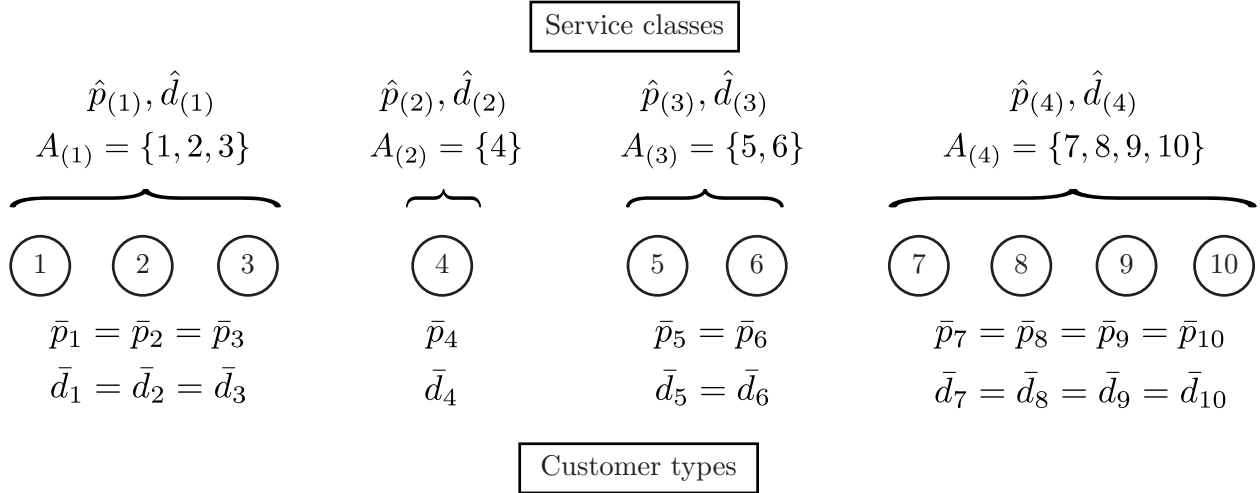 Service classes
p̂₍₁₎, d̂₍₁₎ p̂₍₂₎, d̂₍₂₎ p̂₍₃₎, d̂₍₃₎ p̂₍₄₎, d̂₍₄₎
A₍₁₎ = {1, 2, 3} A₍₂₎ = {4} A₍₃₎ = {5, 6} A₍₄₎ = {7, 8, 9, 10}
1 2 3 4 5 6 7 8 9 10
p̄₁ = p̄₂ = p̄₃ p̄₄ p̄₅ = p̄₆ p̄₇ = p̄₈ = p̄₉ = p̄₁₀
d̄₁ = d̄₂ = d̄₃ d̄₄ d̄₅ = d̄₆ d̄₇ = d̄₈ = d̄₉ = d̄₁₀
Customer types